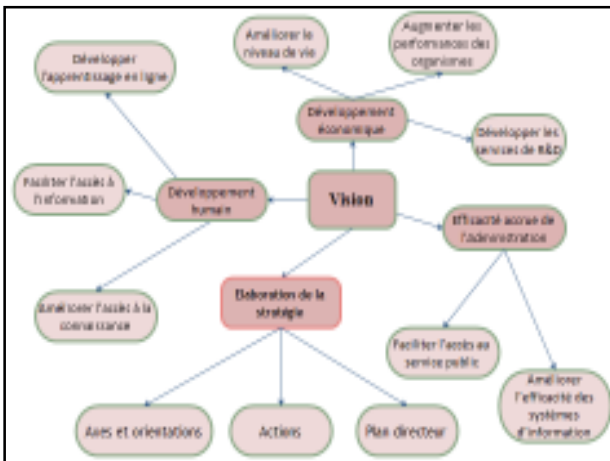 Développer
l'apprentissage en ligne
Améliorer le
niveau de vie
Augmenter les
performances des
organismes
Développement
économique
Développer les
services de R&D
Faciliter l'accès à
l'information
Développement
humain
Vision
Efficacité accrue de
l'administration
Améliorer l'accès à la
connaissance
Elaboration de la
stratégie
Faciliter l'accès au
service public
Améliorer
l'efficacité des
systèmes
d'information
Axes et orientations
Actions
Plan directeur